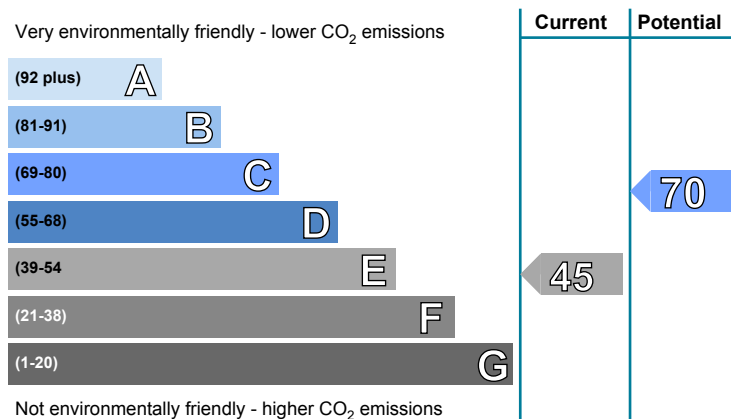 Current Potential
Very environmentally friendly - lower CO2 emissions
(92 plus) A
(81-91) B
(69-80) C
70
(55-68) D
(39-54 E
45
(21-38) F
(1-20) G
Not environmentally friendly - higher CO2 emissions